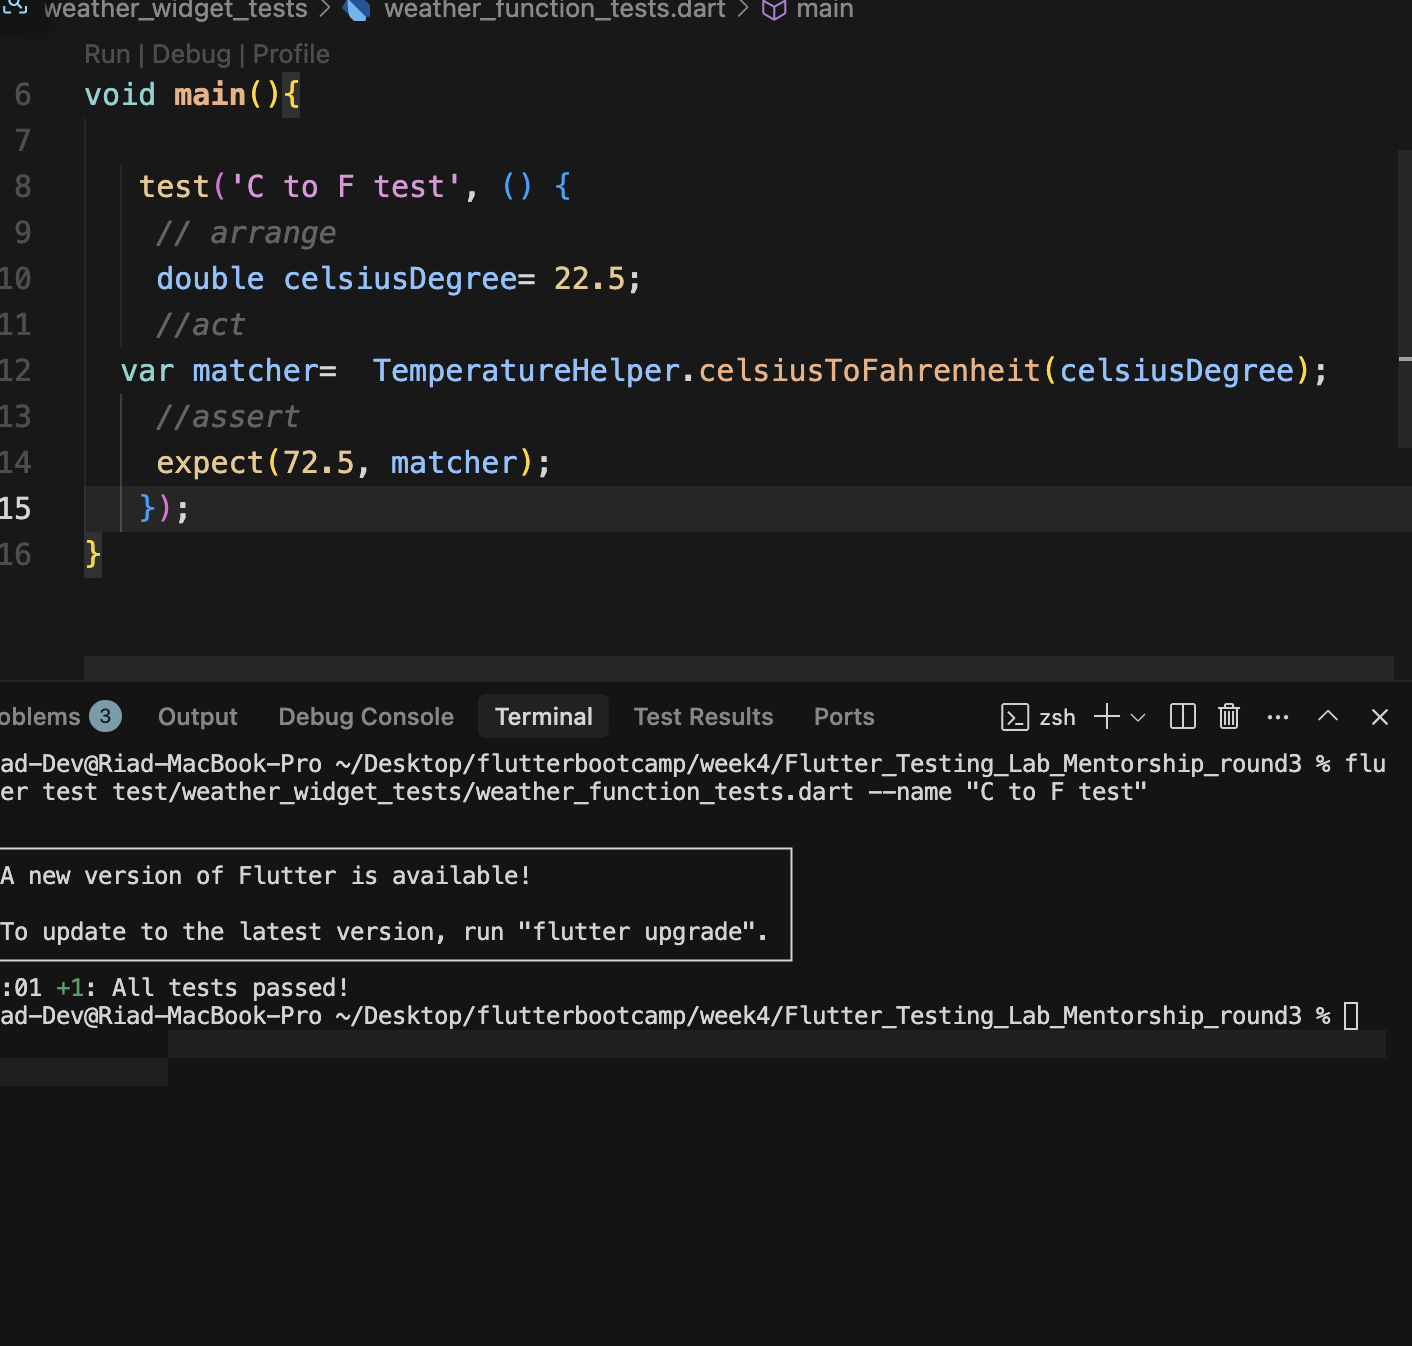 weather_widget_tests > weather_function_tests.dart > main
Run | Debug | Profile
6 void main(){
7
8 test('C to F test', () {
9 // arrange
10 double celsiusDegree= 22.5;
11 //act
12 var matcher=  TemperatureHelper.celsiusToFahrenheit(celsiusDegree);
13 //assert
14 expect(72.5, matcher);
15 });
16 }
oblems 3 Output Debug Console Terminal Test Results Ports zsh
ad-Dev@Riad-MacBook-Pro ~/Desktop/flutterbootcamp/week4/Flutter_Testing_Lab_Mentorship_round3 % flu
er test test/weather_widget_tests/weather_function_tests.dart --name "C to F test"
A new version of Flutter is available!
To update to the latest version, run "flutter upgrade".
:01 +1: All tests passed!
ad-Dev@Riad-MacBook-Pro ~/Desktop/flutterbootcamp/week4/Flutter_Testing_Lab_Mentorship_round3 %